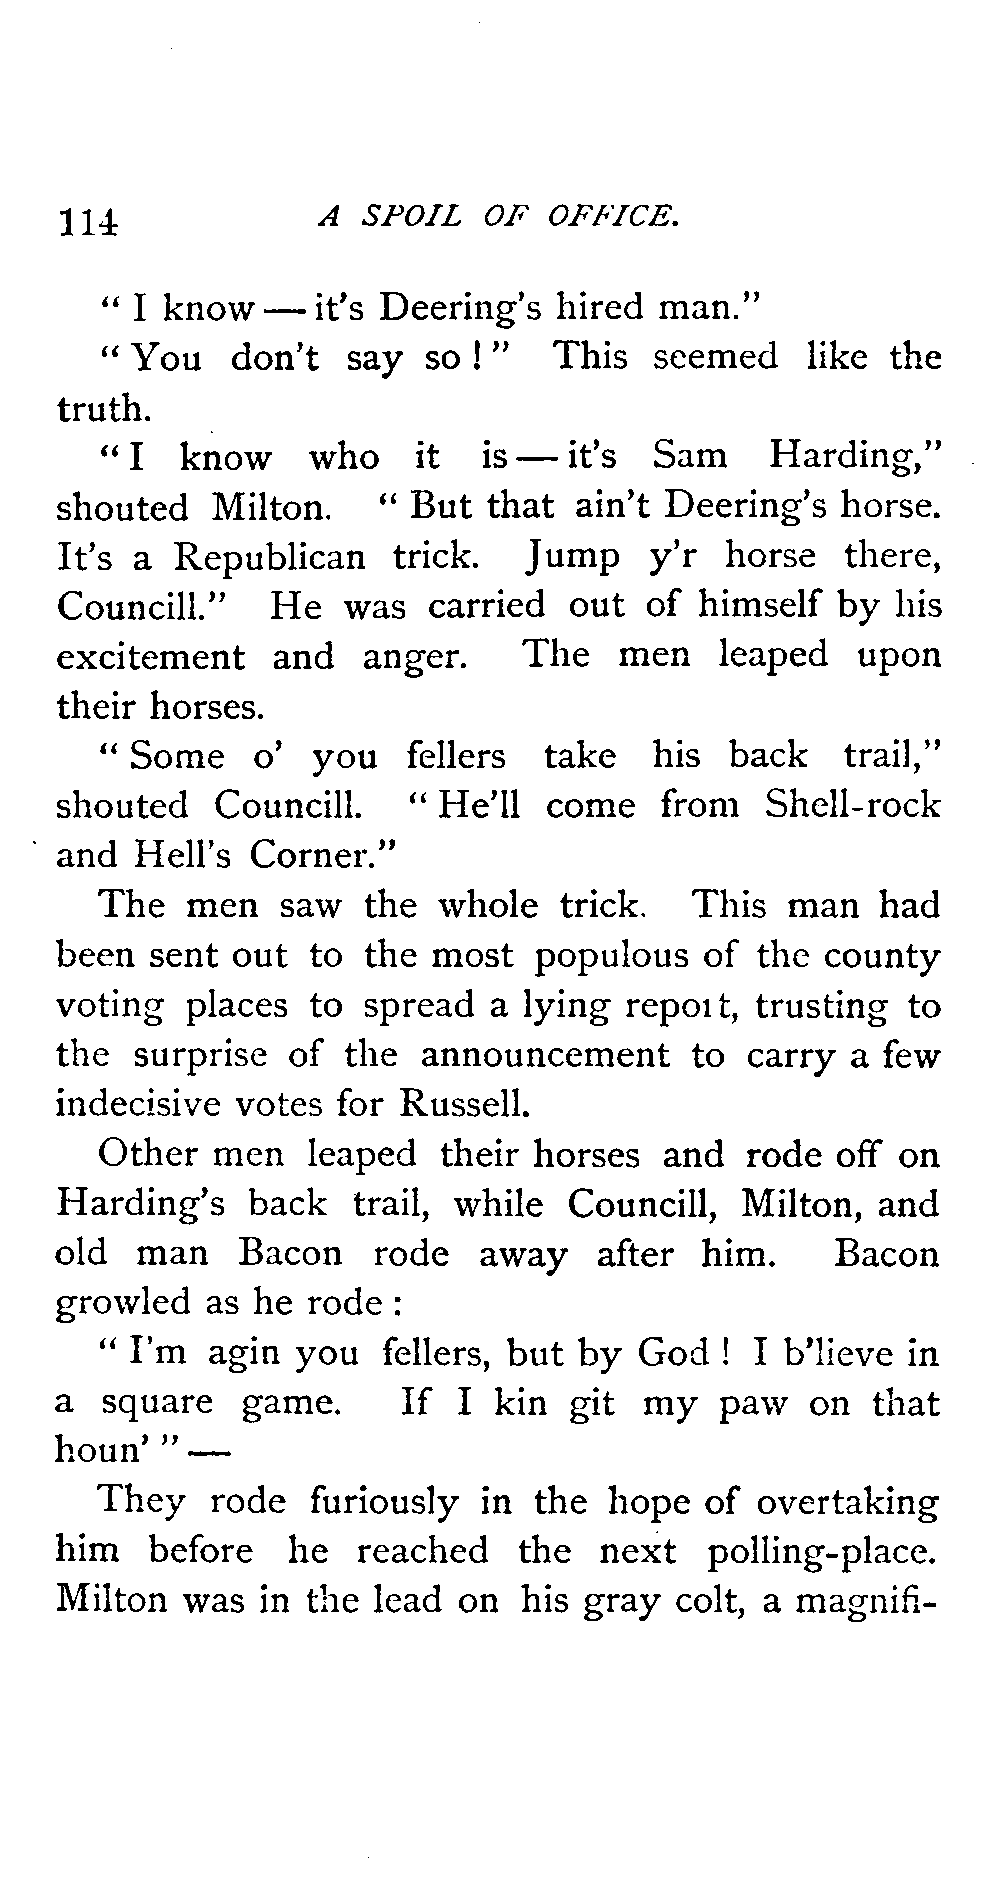 114 A SPOIL OF OFFICE.
" I know — it's Deering's hired man."
" You don't say so ! " This seemed like the
truth.
" I know who it is — it's Sam Harding,"
shouted Milton. " But that ain't Deering's horse.
It's a Republican trick. Jump y'r horse there,
Councill." He was carried out of himself by his
excitement and anger. The men leaped upon
their horses.
" Some o' you fellers take his back trail,"
shouted Councill. " He'll come from Shell-rock
and Hell's Corner."
The men saw the whole trick. This man had
been sent out to the most populous of the county
voting places to spread a lying report, trusting to
the surprise of the announcement to carry a few
indecisive votes for Russell.
Other men leaped their horses and rode off on
Harding's back trail, while Councill, Milton, and
old man Bacon rode away after him. Bacon
growled as he rode :
" I'm agin you fellers, but by God ! I b'lieve in
a square game. If I kin git my paw on that
houn' " —
They rode furiously in the hope of overtaking
him before he reached the next polling-place.
Milton was in the lead on his gray colt, a magnifi-